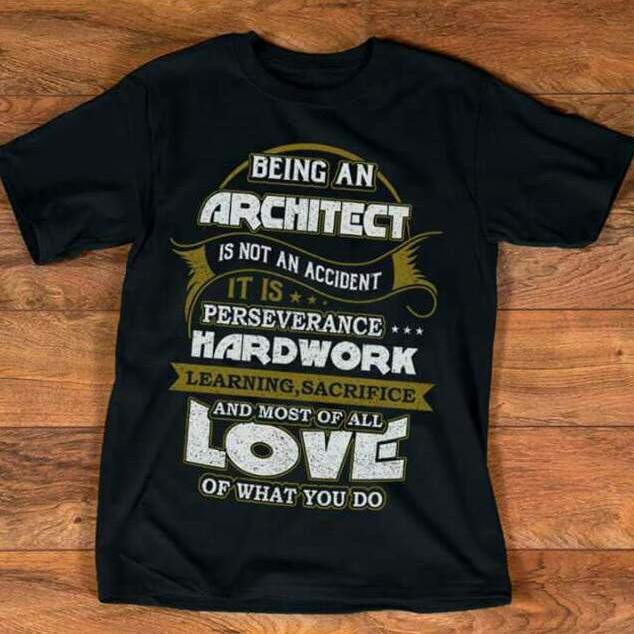 BEING AN
ARCHITECT
IS NOT AN ACCIDENT
IT IS
PERSEVERANCE
HARDWORK
LEARNING,SACRIFICE
AND MOST OF ALL
LOVE
OF WHAT YOU DO